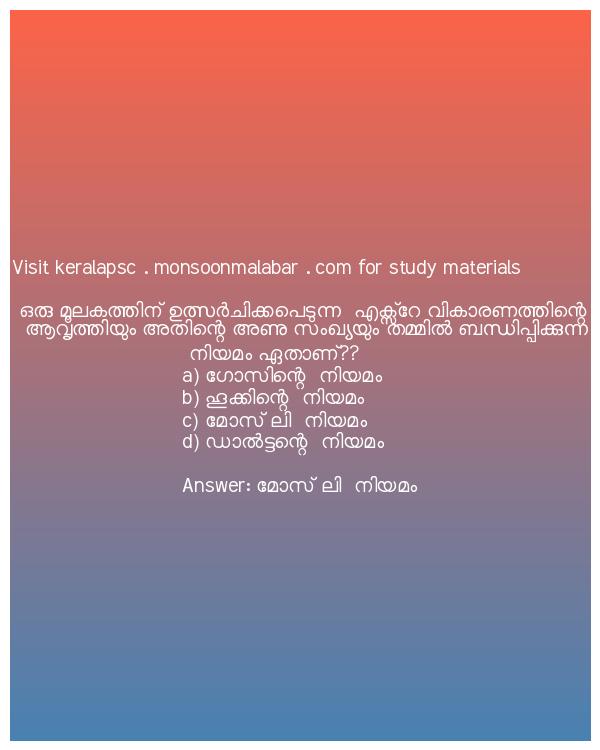 Visit keralapsc . monsoonmalabar . com for study materials
ഒരു മൂലകത്തിന് ഉത്സർചിക്കപെടുന്ന എക്സ്റേ വികാരണത്തിന്റെ
ആവൃത്തിയും അതിന്റെ അണു സംഖ്യയും തമ്മിൽ ബന്ധിപ്പിക്കുന്ന
നിയമം ഏതാണ്??
a) ഗോസിന്റെ നിയമം
b) ഹൂക്കിന്റെ നിയമം
c) മോസ് ലി നിയമം
d) ഡാൽട്ടന്റെ നിയമം
Answer: മോസ് ലി നിയമം